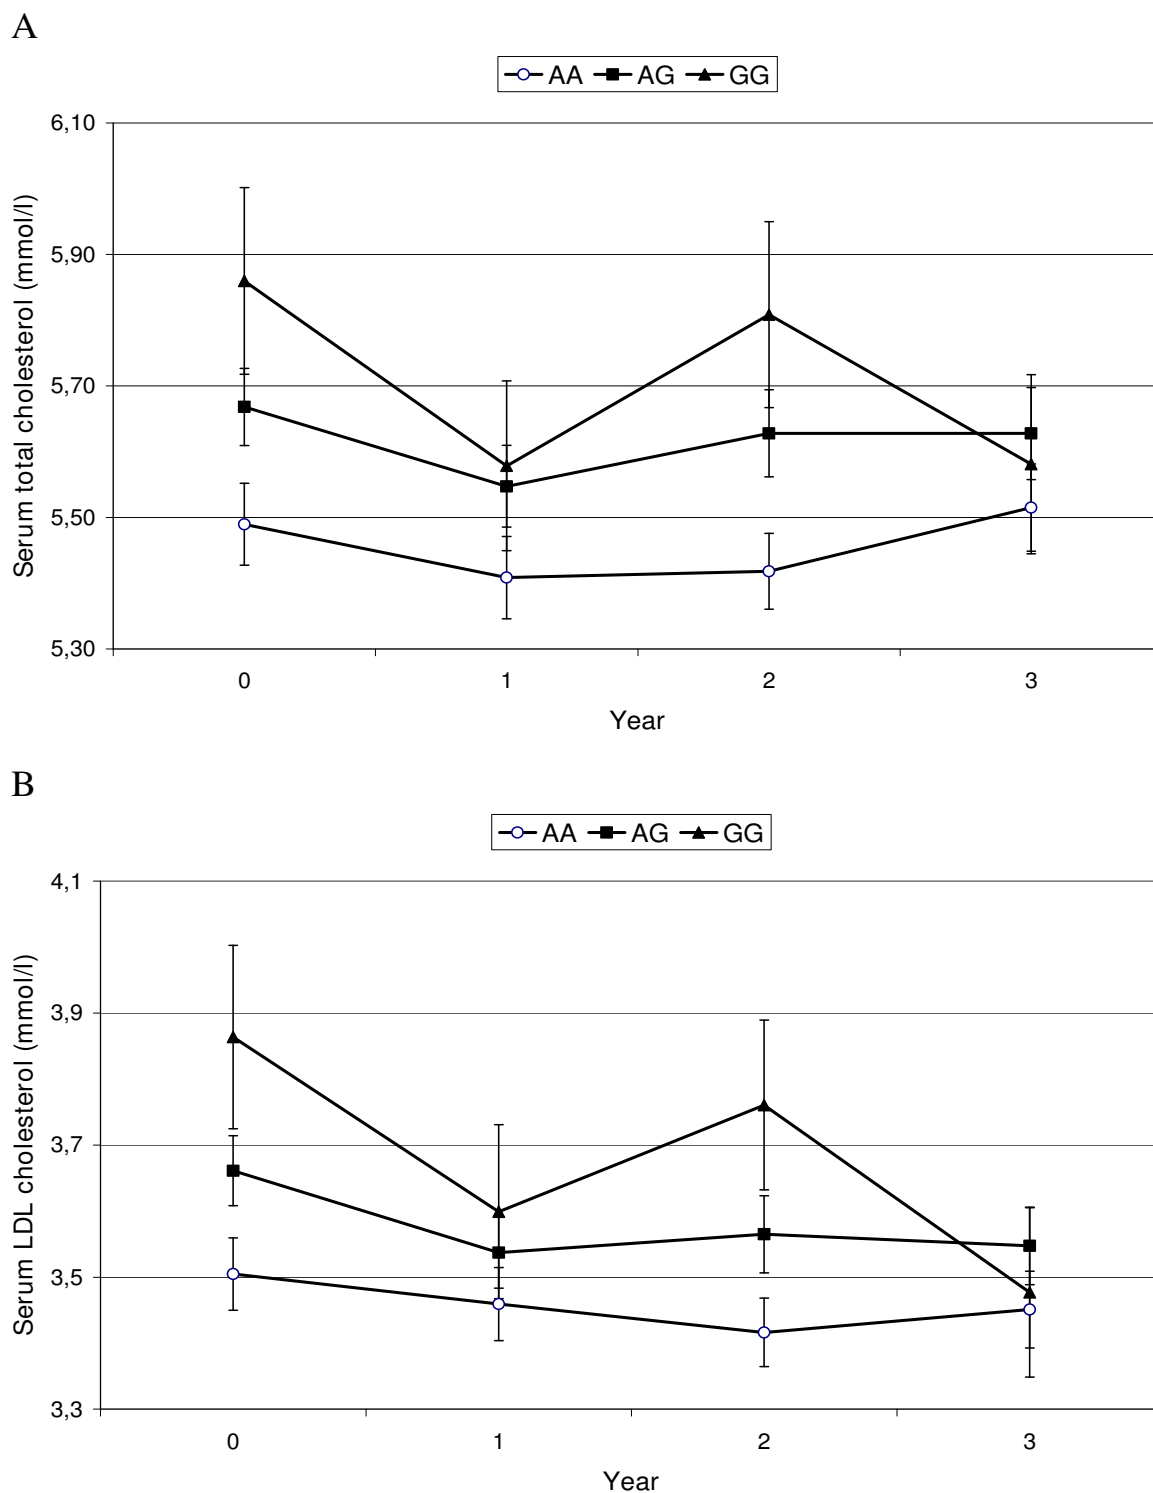 A
AA AG GG
6,10
5,90
5,70
5,50
5,30
Serum total cholesterol (mmol/l)
0 1 2 3
Year
B
AA AG GG
4,1
3,9
3,7
3,5
3,3
Serum LDL cholesterol (mmol/l)
0 1 2 3
Year